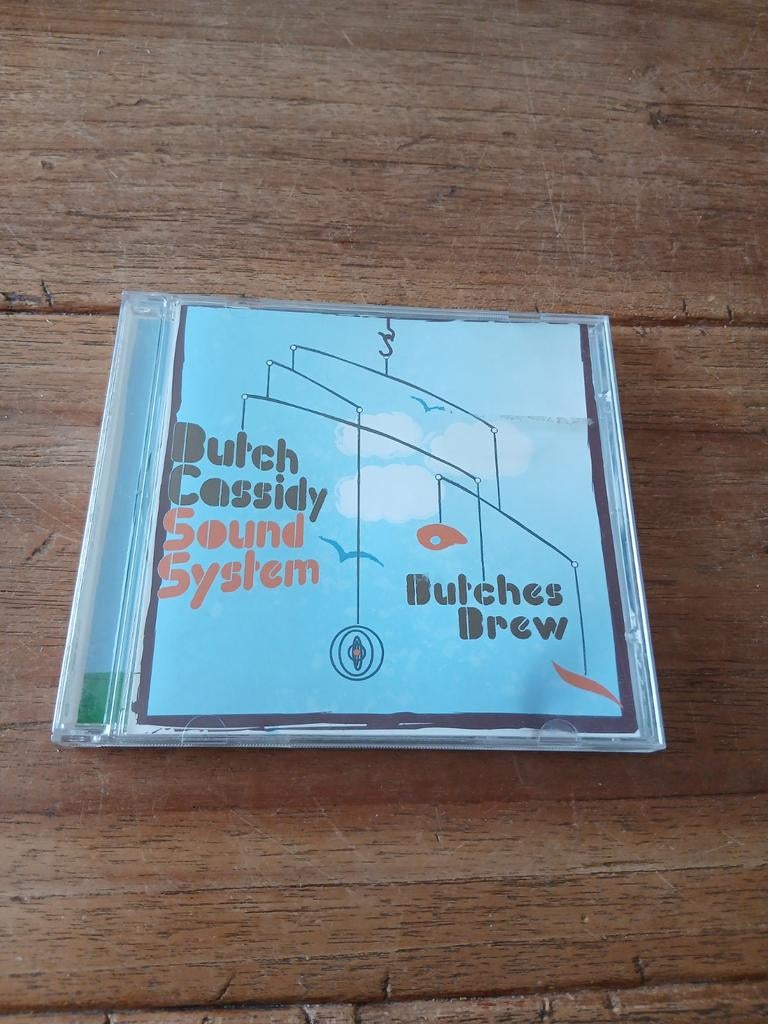 Butch
Cassidy
Sound
System
Butches
Brew